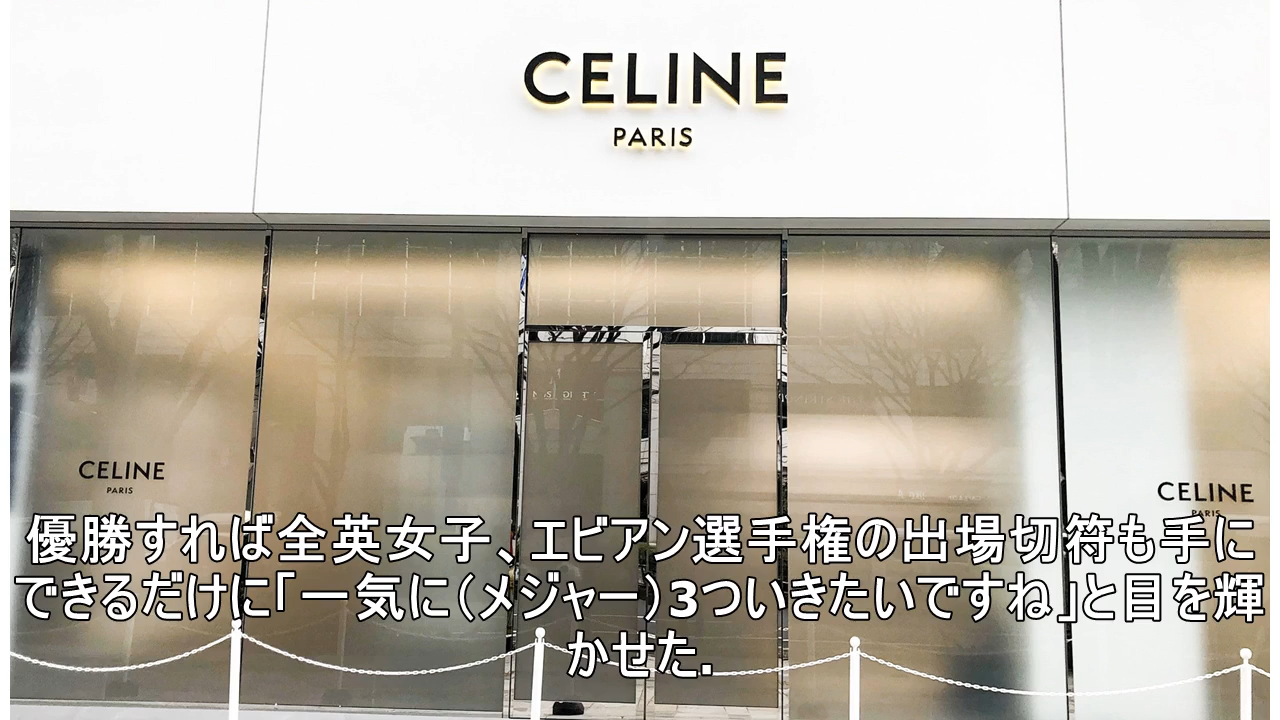 CELINE
PARIS
CELINE
PARIS
CELINE
PARIS
優勝すれば全英女子、エビアン選手権の出場切符も手に
できるだけに「一気に（メジャー）3ついきたいですね」と目を輝
かせた.